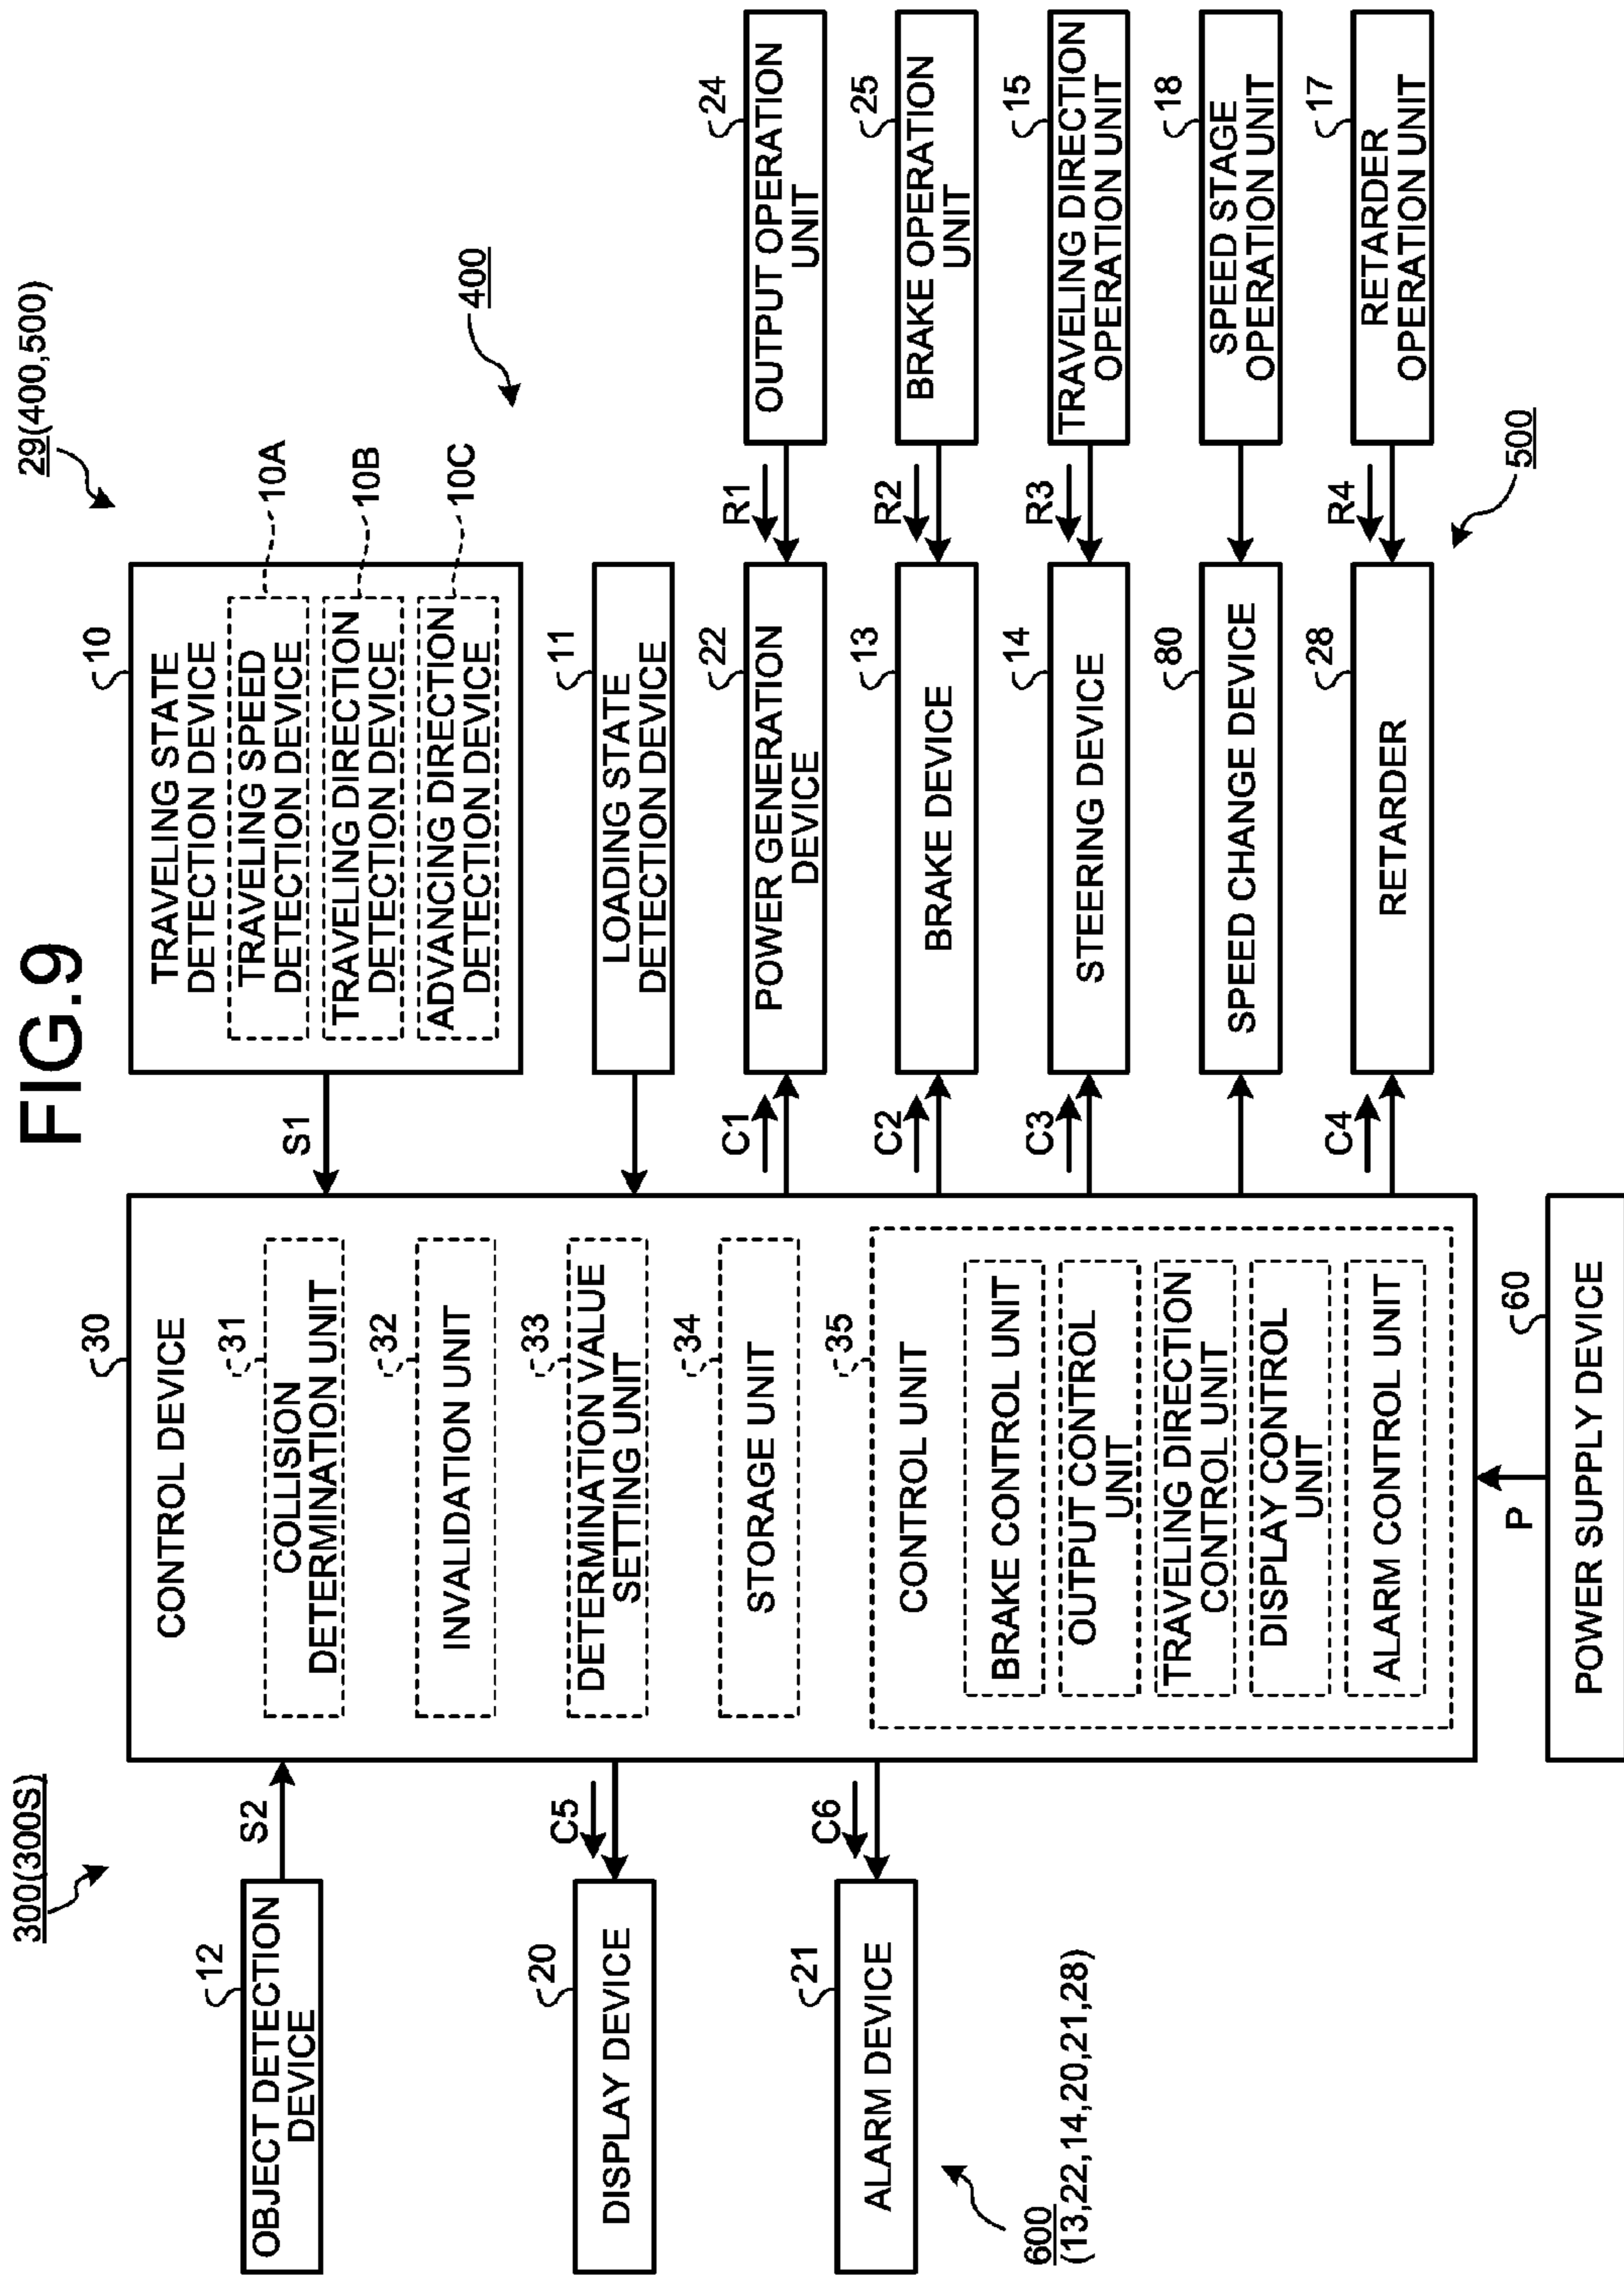 FIG.9
300(300S)
29(400,500)
400
12
OBJECT DETECTION
DEVICE
S2
20
DISPLAY DEVICE
C5
21
ALARM DEVICE
C6
600
(13,22,14,20,21,28)
30
CONTROL DEVICE
31
COLLISION
DETERMINATION UNIT
32
INVALIDATION UNIT
33
DETERMINATION VALUE
SETTING UNIT
34
STORAGE UNIT
35
CONTROL UNIT
BRAKE CONTROL UNIT
OUTPUT CONTROL
UNIT
TRAVELING DIRECTION
CONTROL UNIT
DISPLAY CONTROL
UNIT
ALARM CONTROL UNIT
P
60
POWER SUPPLY DEVICE
S1
10
TRAVELING STATE
DETECTION DEVICE
10A
TRAVELING SPEED
DETECTION DEVICE
10B
TRAVELING DIRECTION
DETECTION DEVICE
10C
ADVANCING DIRECTION
DETECTION DEVICE
11
LOADING STATE
DETECTION DEVICE
C1
22
POWER GENERATION
DEVICE
R1
24
OUTPUT OPERATION
UNIT
C2
13
BRAKE DEVICE
R2
25
BRAKE OPERATION
UNIT
C3
14
STEERING DEVICE
R3
15
TRAVELING DIRECTION
OPERATION UNIT
80
SPEED CHANGE DEVICE
18
SPEED STAGE
OPERATION UNIT
C4
28
RETARDER
R4
17
RETARDER
OPERATION UNIT
500